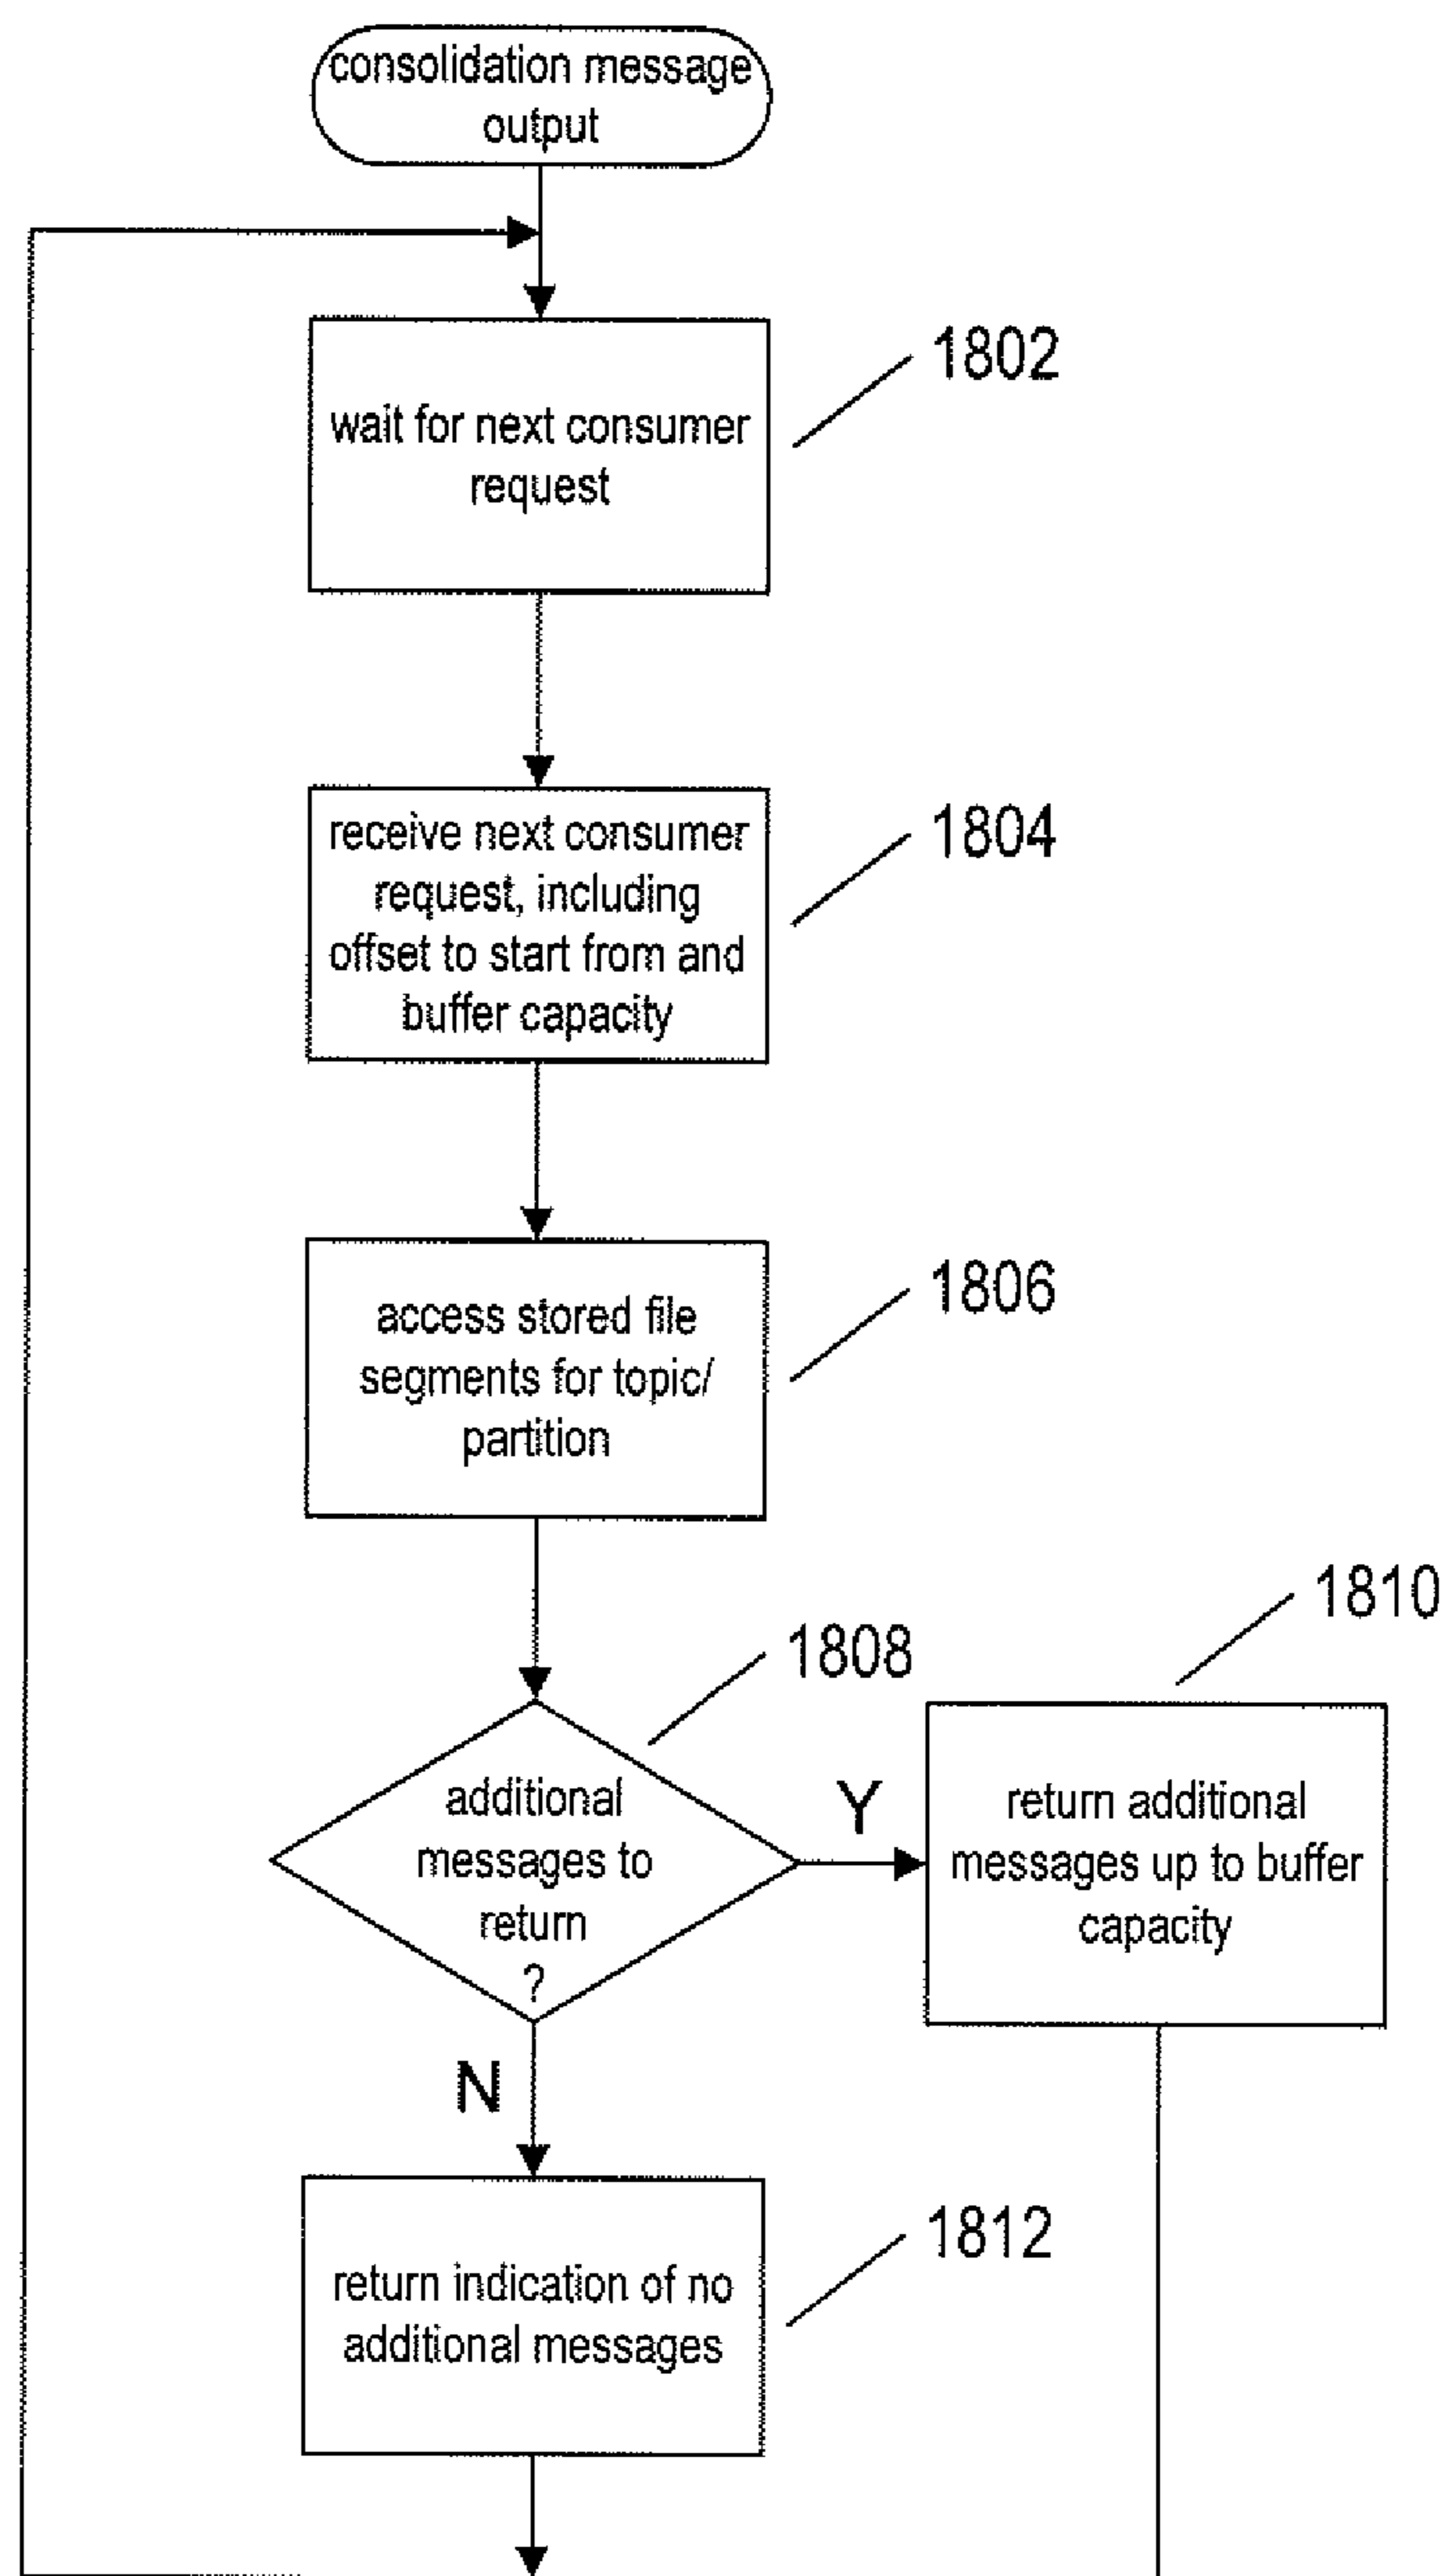 consolidation message
output
1802
wait for next consumer
request
1804
receive next consumer
request, including
offset to start from and
buffer capacity
1806
access stored file
segments for topic/
partition
1810
1808
additional
messages to
return
?
Y
return additional
messages up to buffer
capacity
N
1812
return indication of no
additional messages